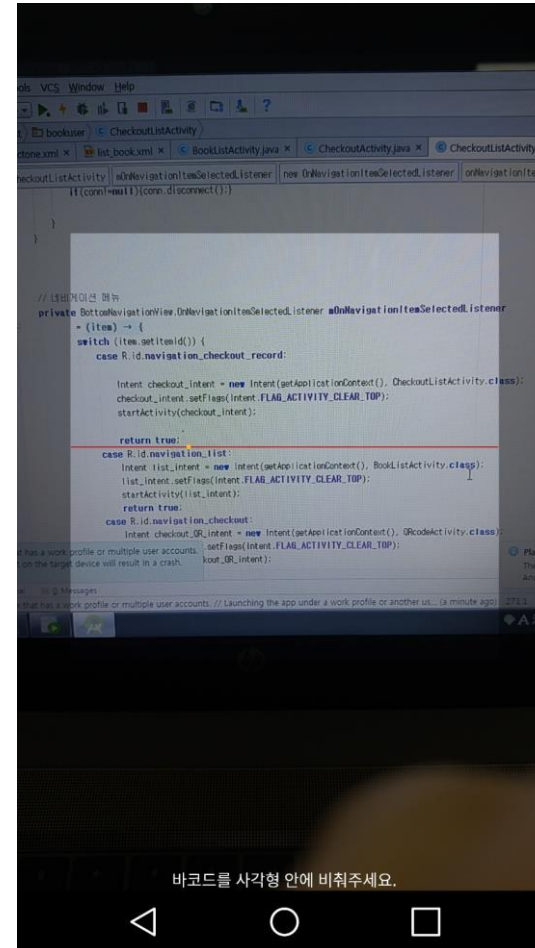 VCS Window Help
?
bookuser CheckoutListActivity
list_book.xml × BookListActivity.java × CheckoutActivity.java × CheckoutListActivity
mOnNavigationItemSelectedListener new OnNavigationItemSelectedListener
if(conn!=null){conn.disconnect();}
}
}
// 네비게이션 메뉴
private BottomNavigationView.OnNavigationItemSelectedListener mOnNavigationItemSelectedListener
= (item) → {
switch (item.getItemId()) {
case R.id.navigation_checkout_record:
Intent checkout_intent = new Intent(getApplicationContext(), CheckoutListActivity.class);
checkout_intent.setFlags(Intent.FLAG_ACTIVITY_CLEAR_TOP);
startActivity(checkout_intent);
return true;
case R.id.navigation_list:
Intent list_intent = new Intent(getApplicationContext(), BookListActivity.class);
list_intent.setFlags(Intent.FLAG_ACTIVITY_CLEAR_TOP);
startActivity(list_intent);
return true;
case R.id.navigation_checkout:
Intent checkout_QR_intent = new Intent(getApplicationContext(), QRcodeActivity.class);
has a work profile or multiple user accounts. .setFlags(Intent.FLAG_ACTIVITY_CLEAR_TOP);
on the target device will result in a crash. kout_QR_intent);
Messages
that has a work profile or multiple user accounts. // Launching the app under a work profile or another us... (a minute ago) 271:1
hp
바코드를 사각형 안에 비춰주세요.